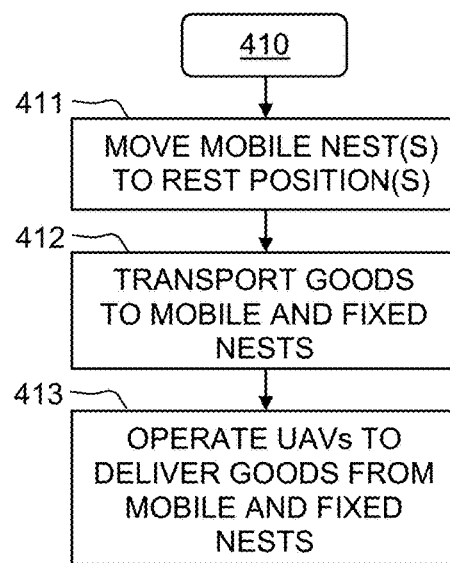 410
411
MOVE MOBILE NEST(S)
TO REST POSITION(S)
412
TRANSPORT GOODS
TO MOBILE AND FIXED
NESTS
413
OPERATE UAVs TO
DELIVER GOODS FROM
MOBILE AND FIXED
NESTS